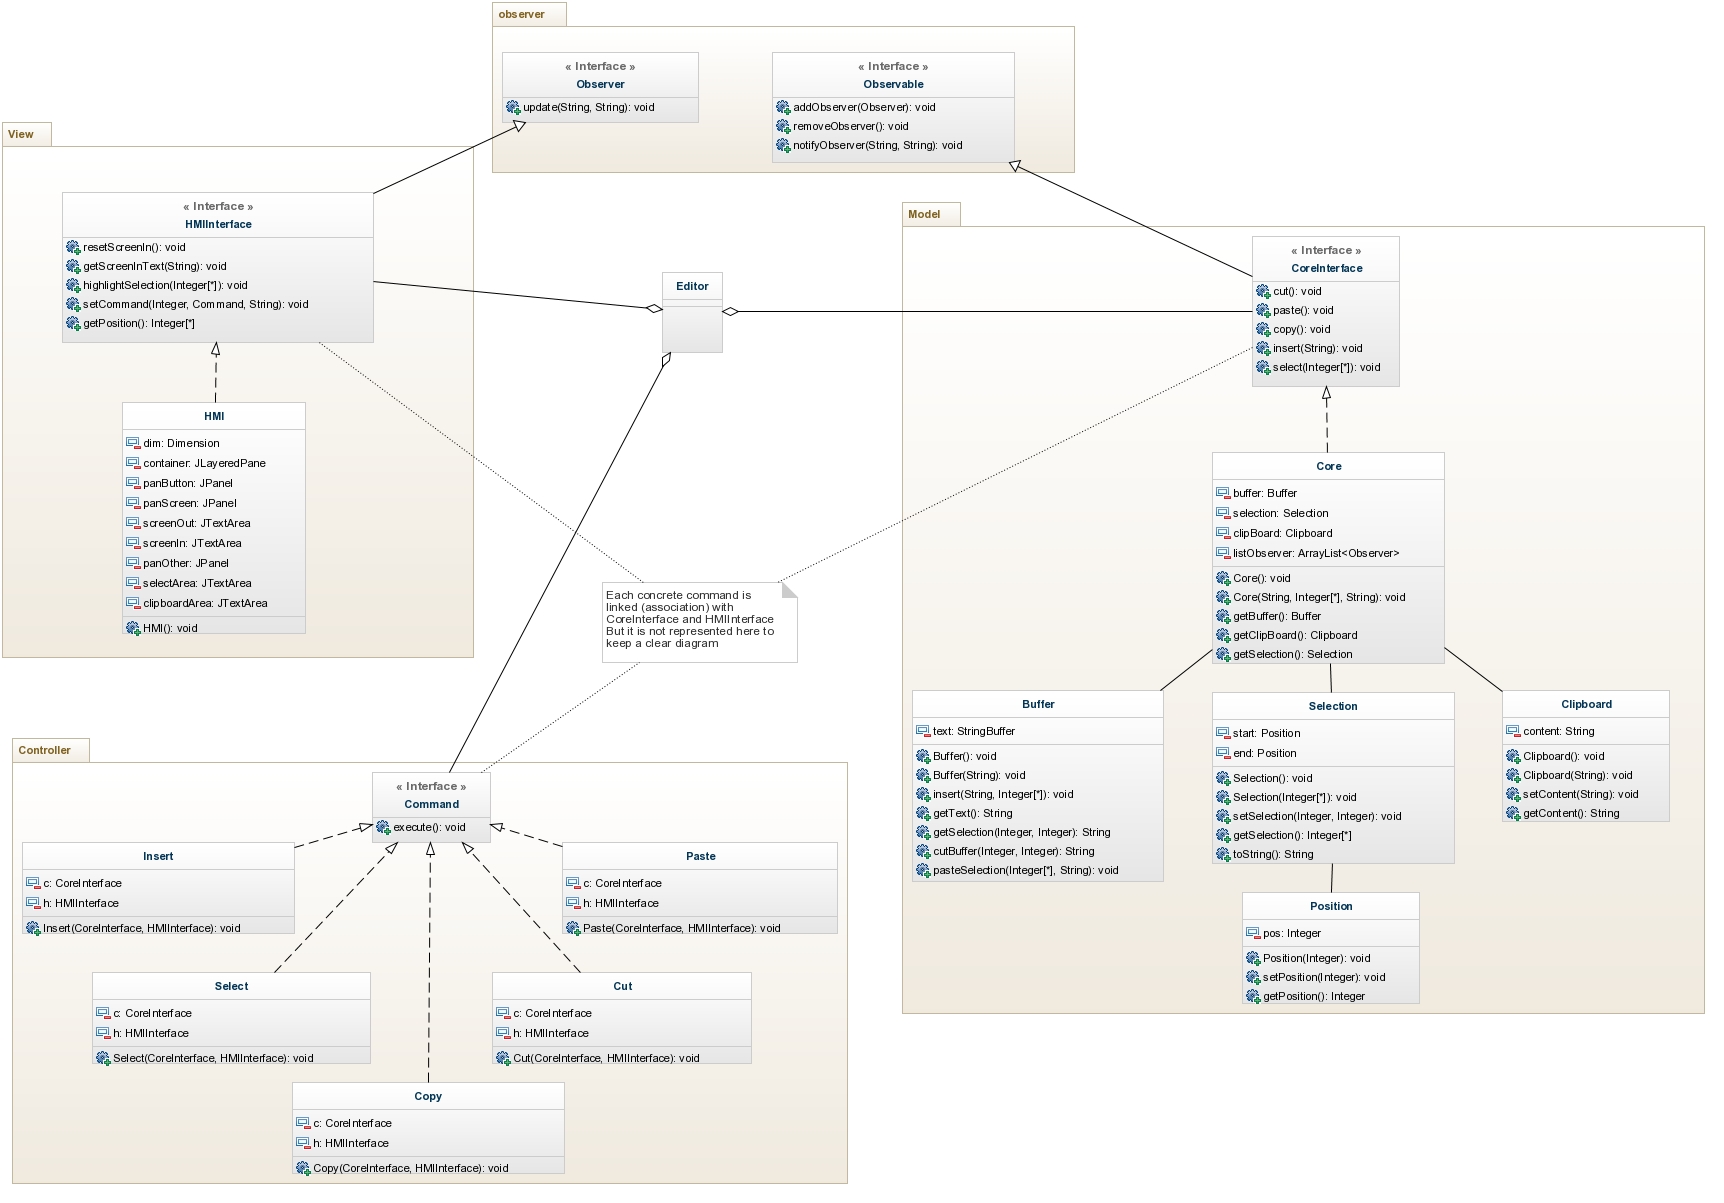 observer
« Interface »
Observer
update(String, String): void
« Interface »
Observable
addObserver(Observer): void
removeObserver(): void
notifyObserver(String, String): void
View
« Interface »
HMIInterface
resetScreenIn(): void
getScreenInText(String): void
highlightSelection(Integer[*]): void
setCommand(Integer, Command, String): void
getPosition(): Integer[*]
HMI
dim: Dimension
container: JLayeredPane
panButton: JPanel
panScreen: JPanel
screenOut: JTextArea
screenIn: JTextArea
panOther: JPanel
selectArea: JTextArea
clipboardArea: JTextArea
HMI(): void
Editor
Model
« Interface »
CoreInterface
cut(): void
paste(): void
copy(): void
insert(String): void
select(Integer[*]): void
Core
buffer: Buffer
selection: Selection
clipBoard: Clipboard
listObserver: ArrayList<Observer>
Core(): void
Core(String, Integer[*], String): void
getBuffer(): Buffer
getClipBoard(): Clipboard
getSelection(): Selection
Each concrete command is
linked (association) with
CoreInterface and HMIInterface
But it is not represented here to
keep a clear diagram
Buffer
text: StringBuffer
Buffer(): void
Buffer(String): void
insert(String, Integer[*]): void
getText(): String
getSelection(Integer, Integer): String
cutBuffer(Integer, Integer): String
pasteSelection(Integer[*], String): void
Selection
start: Position
end: Position
Selection(): void
Selection(Integer[*]): void
setSelection(Integer, Integer): void
getSelection(): Integer[*]
toString(): String
Clipboard
content: String
Clipboard(): void
Clipboard(String): void
setContent(String): void
getContent(): String
Position
pos: Integer
Position(Integer): void
setPosition(Integer): void
getPosition(): Integer
Controller
« Interface »
Command
execute(): void
Insert
c: CoreInterface
h: HMIInterface
Insert(CoreInterface, HMIInterface): void
Paste
c: CoreInterface
h: HMIInterface
Paste(CoreInterface, HMIInterface): void
Select
c: CoreInterface
h: HMIInterface
Select(CoreInterface, HMIInterface): void
Cut
c: CoreInterface
h: HMIInterface
Cut(CoreInterface, HMIInterface): void
Copy
c: CoreInterface
h: HMIInterface
Copy(CoreInterface, HMIInterface): void